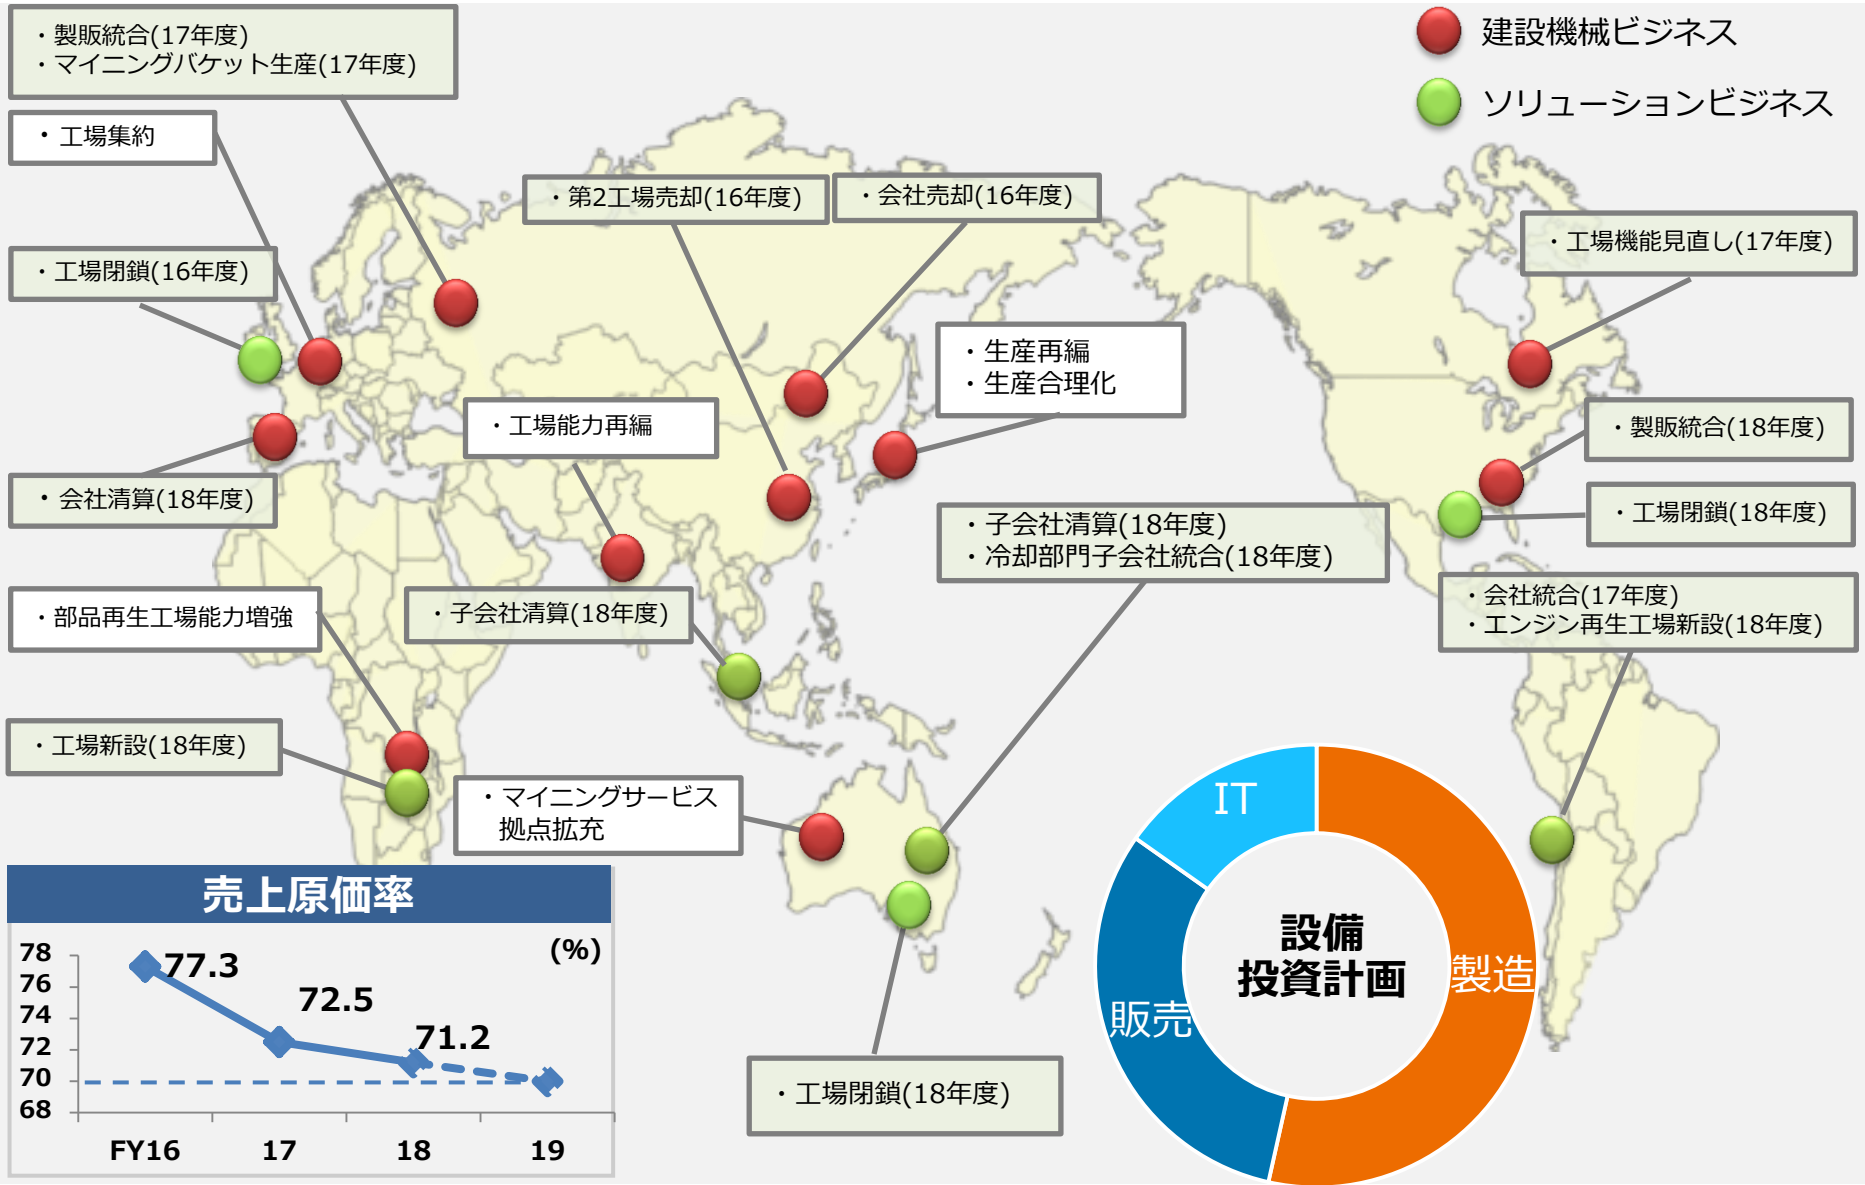 ・製販統合(17年度)
・マイニングバケット生産(17年度)
・工場集約
・工場閉鎖(16年度)
・会社清算(18年度)
・部品再生工場能力増強
・工場新設(18年度)
・第2工場売却(16年度)
・会社売却(16年度)
・工場能力再編
・子会社清算(18年度)
・生産再編
・生産合理化
・子会社清算(18年度)
・冷却部門子会社統合(18年度)
・マイニングサービス
拠点拡充
・工場閉鎖(18年度)
建設機械ビジネス
ソリューションビジネス
・工場機能見直し(17年度)
・製販統合(18年度)
・工場閉鎖(18年度)
・会社統合(17年度)
・エンジン再生工場新設(18年度)
売上原価率
(%)
78
76
74
72
70
68
77.3
72.5
71.2
FY16 17 18 19
設備
投資計画
IT
販売
製造